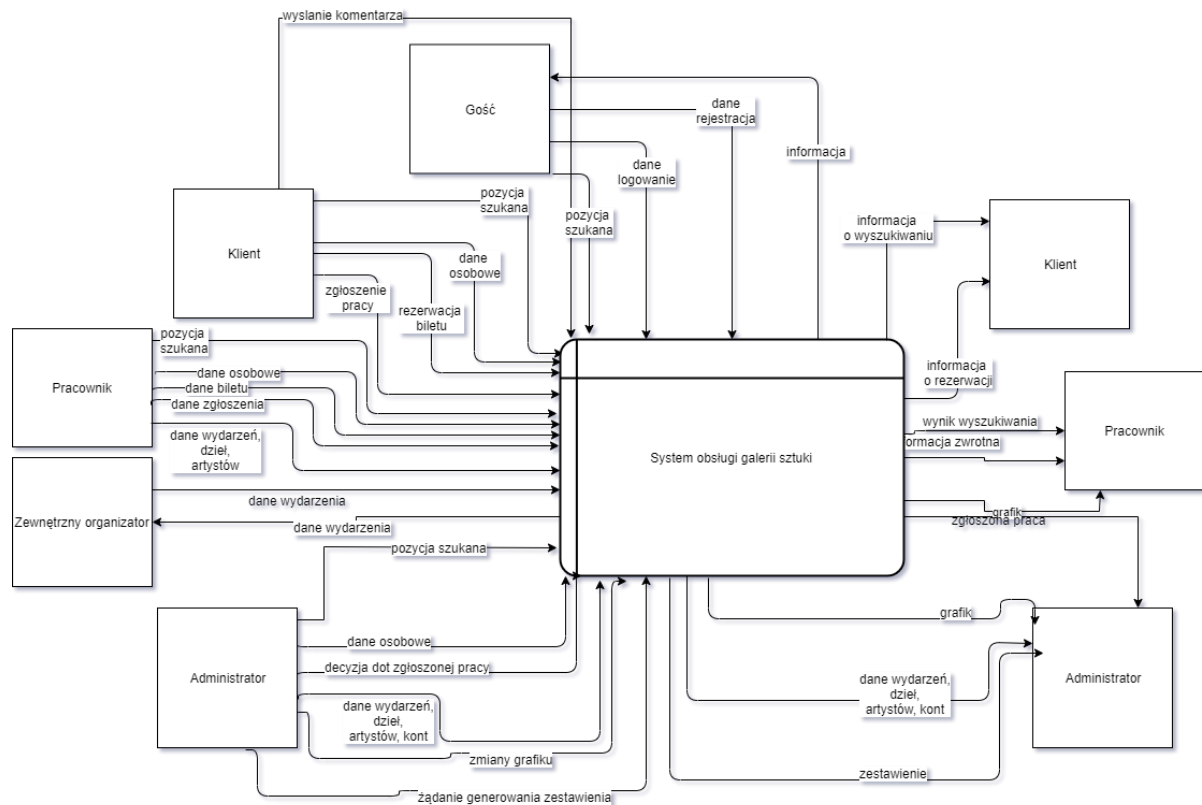 wysłanie komentarza
Gość
dane
rejestracja
informacja
dane
logowanie
pozycja
szukana
pozycja
szukana
Klient
dane
osobowe
zgłoszenie
pracy
rezerwacja
biletu
informacja
o wyszukiwaniu
Klient
informacja
o rezerwacji
pozycja
szukana
Pracownik
dane osobowe
dane biletu
dane zgłoszenia
dane wydarzeń,
dzieł,
artystów
wynik wyszukiwania
formacja zwrotna
Pracownik
System obsługi galerii sztuki
grafik
zgłoszona praca
Zewnętrzny organizator
dane wydarzenia
dane wydarzenia
pozycja szukana
Administrator
dane osobowe
decyzja dot zgłoszonej pracy
dane wydarzeń,
dzieł,
artystów, kont
zmiany grafiku
żądanie generowania zestawienia
grafik
dane wydarzeń,
dzieł,
artystów, kont
zestawienie
Administrator